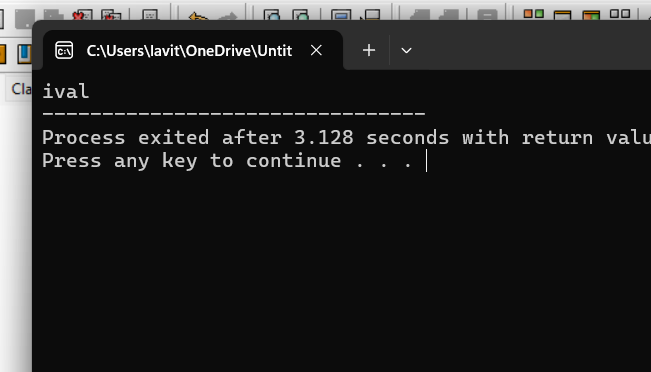 C:\Users\lavit\OneDrive\Untit
Cla
ival
--------------------------------
Process exited after 3.128 seconds with return valu
Press any key to continue . . .